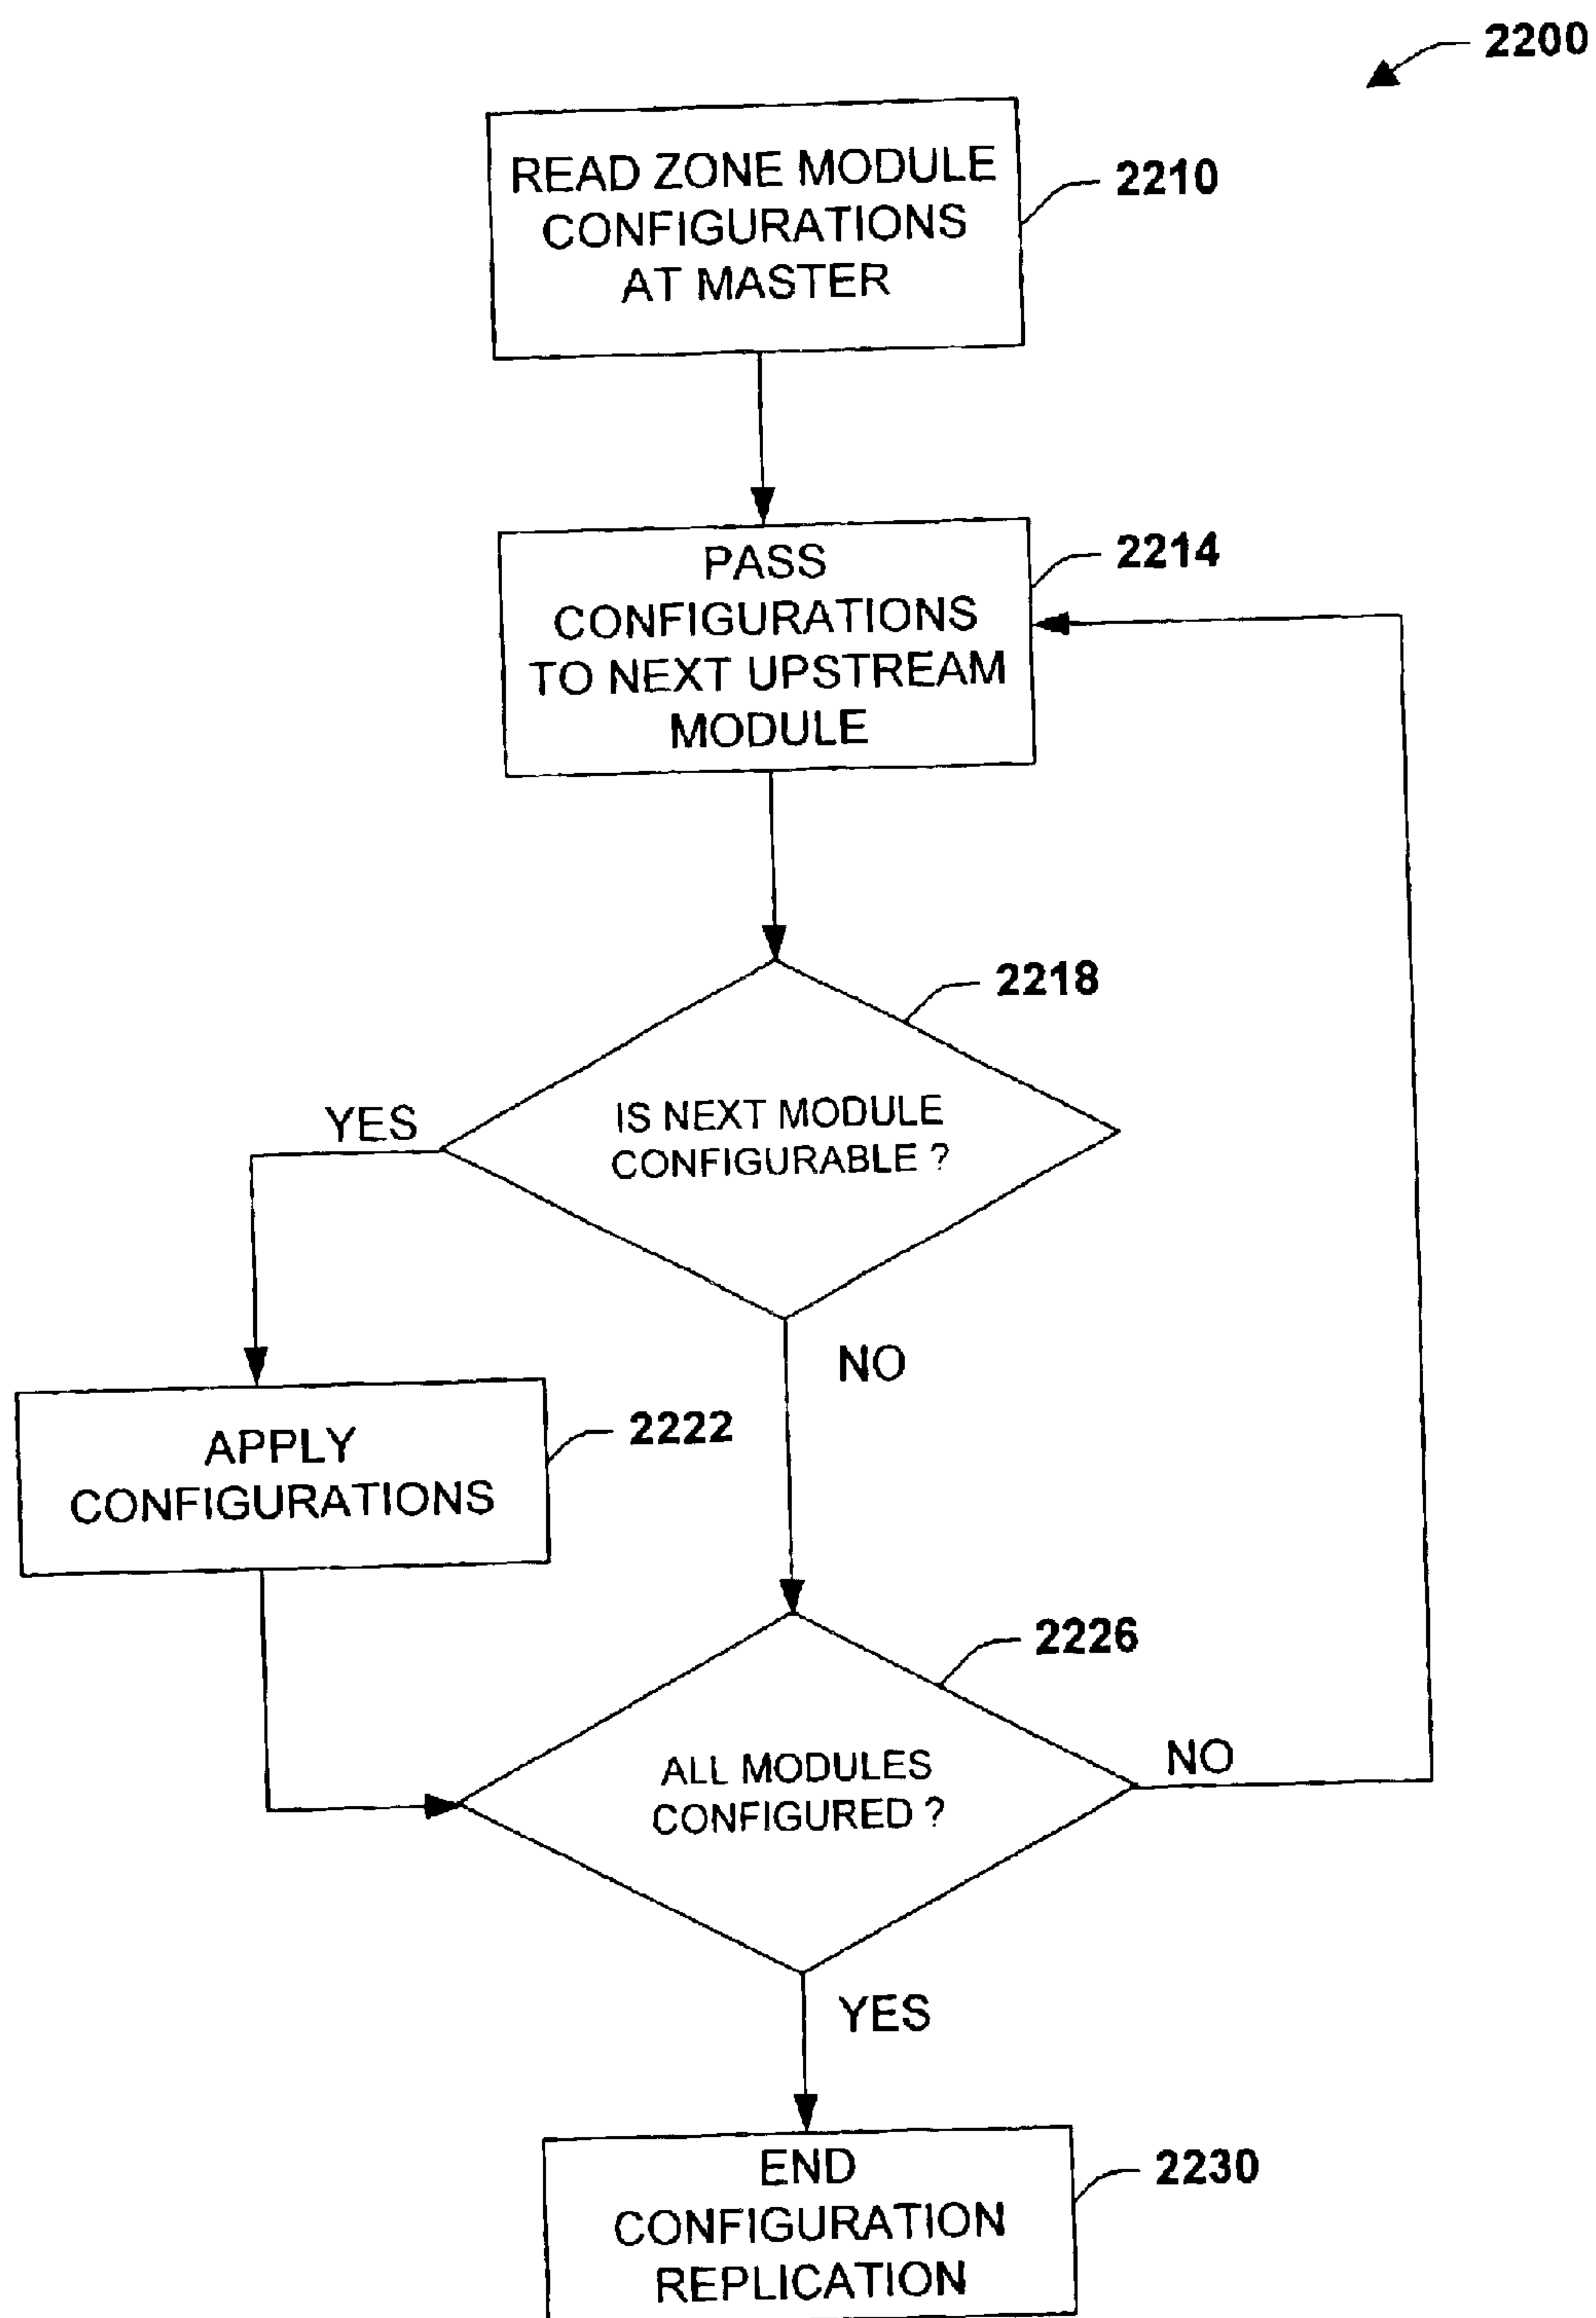 2200
READ ZONE MODULE
CONFIGURATIONS
AT MASTER
2210
PASS
CONFIGURATIONS
TO NEXT UPSTREAM
MODULE
2214
2218
IS NEXT MODULE
CONFIGURABLE ?
YES
NO
APPLY
CONFIGURATIONS
2222
2226
ALL MODULES
CONFIGURED ?
NO
YES
END
CONFIGURATION
REPLICATION
2230